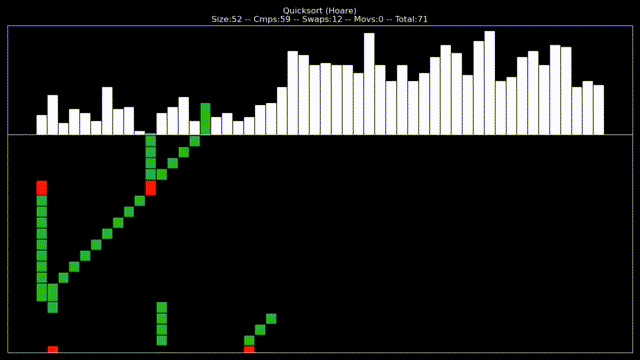 Quicksort (Hoare)
Size:52 -- Cmps:59 -- Swaps:12 -- Movs:0 -- Total:71